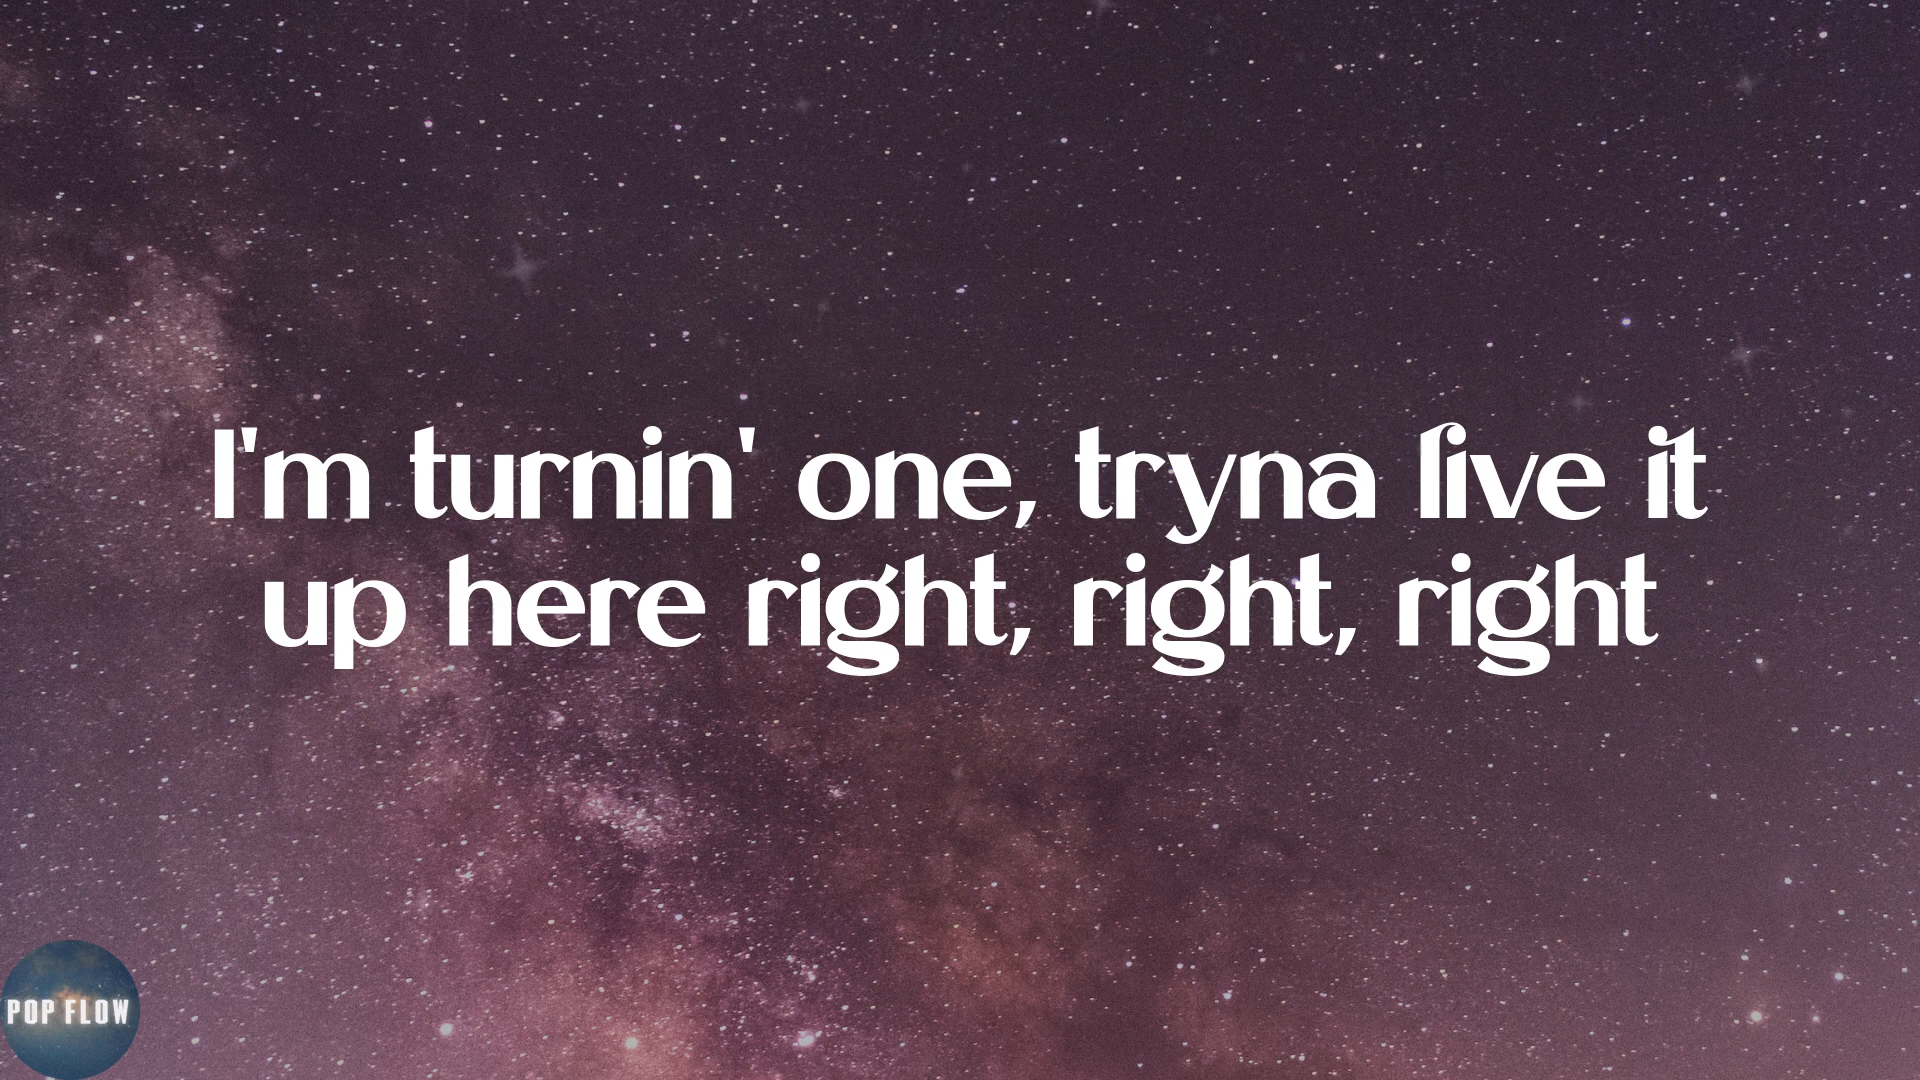 I'm turnin' one, tryna live it
up here right, right, right
POP FLOW